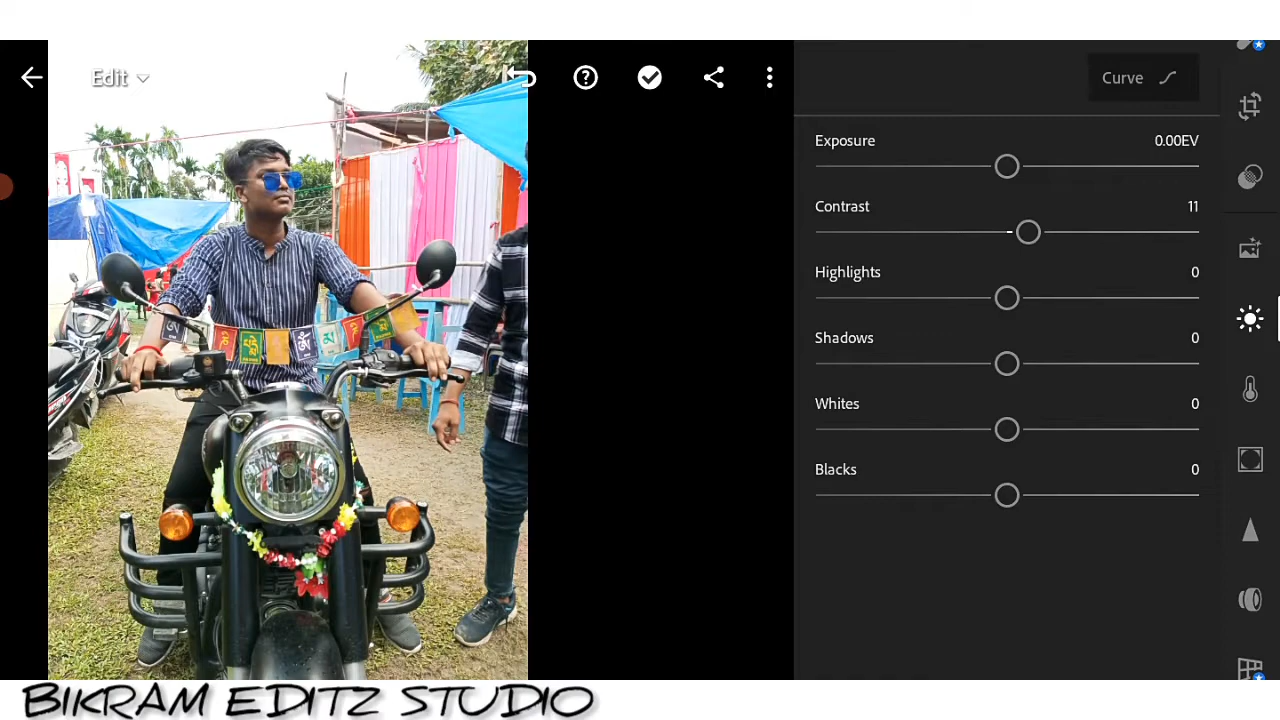 Edit
Curve
Exposure 0.00EV
Contrast 11
Highlights 0
Shadows 0
Whites 0
Blacks 0
BIKRAM EDITZ STUDIO